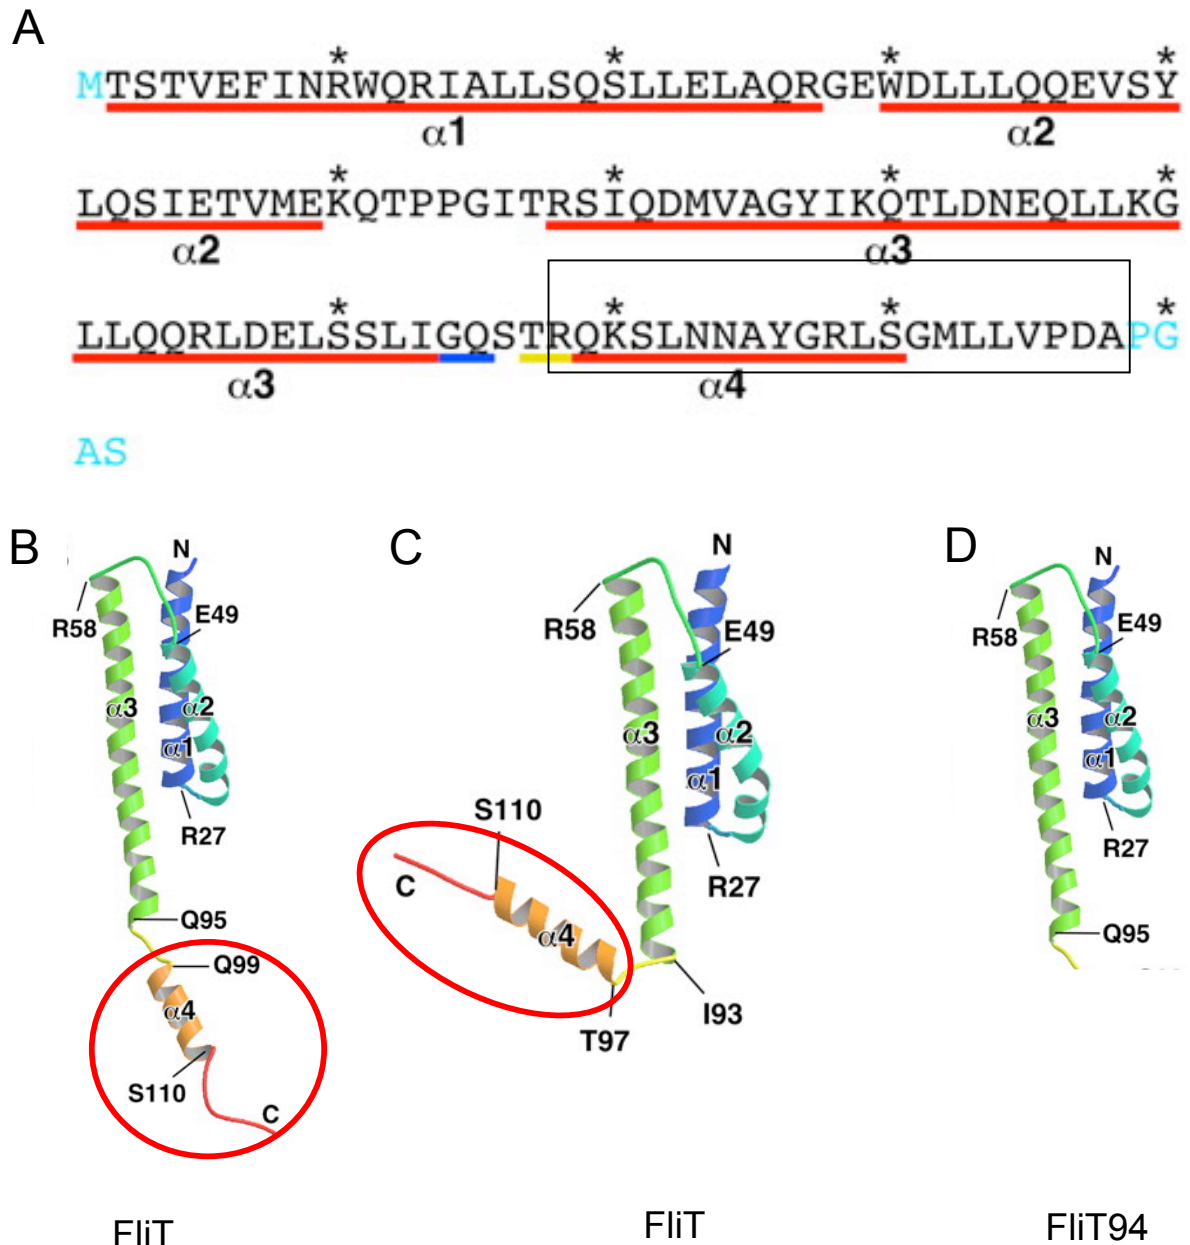 A
* * * *
MTSTVEFINRWQRIALLSQSLLELAQRGEWDLLLQQEVSY
α1 α2
* * * *
LQSIETVMEKQTPPGITRSIQDMVAGYIKQTLDNEQLLKG
α2 α3
* * * *
LLQQRLDELSSLIGQSTRQKSLNNAYGRLSGMLLVPDAPG
α3 α4
AS
B
N
R58
E49
α3
α2
α1
R27
Q95
Q99
α4
S110
C
FliT
C
N
R58
E49
α3
α2
α1
S110
R27
C
α4
I93
T97
FliT
D
N
R58
E49
α3
α2
α1
R27
Q95
FliT94